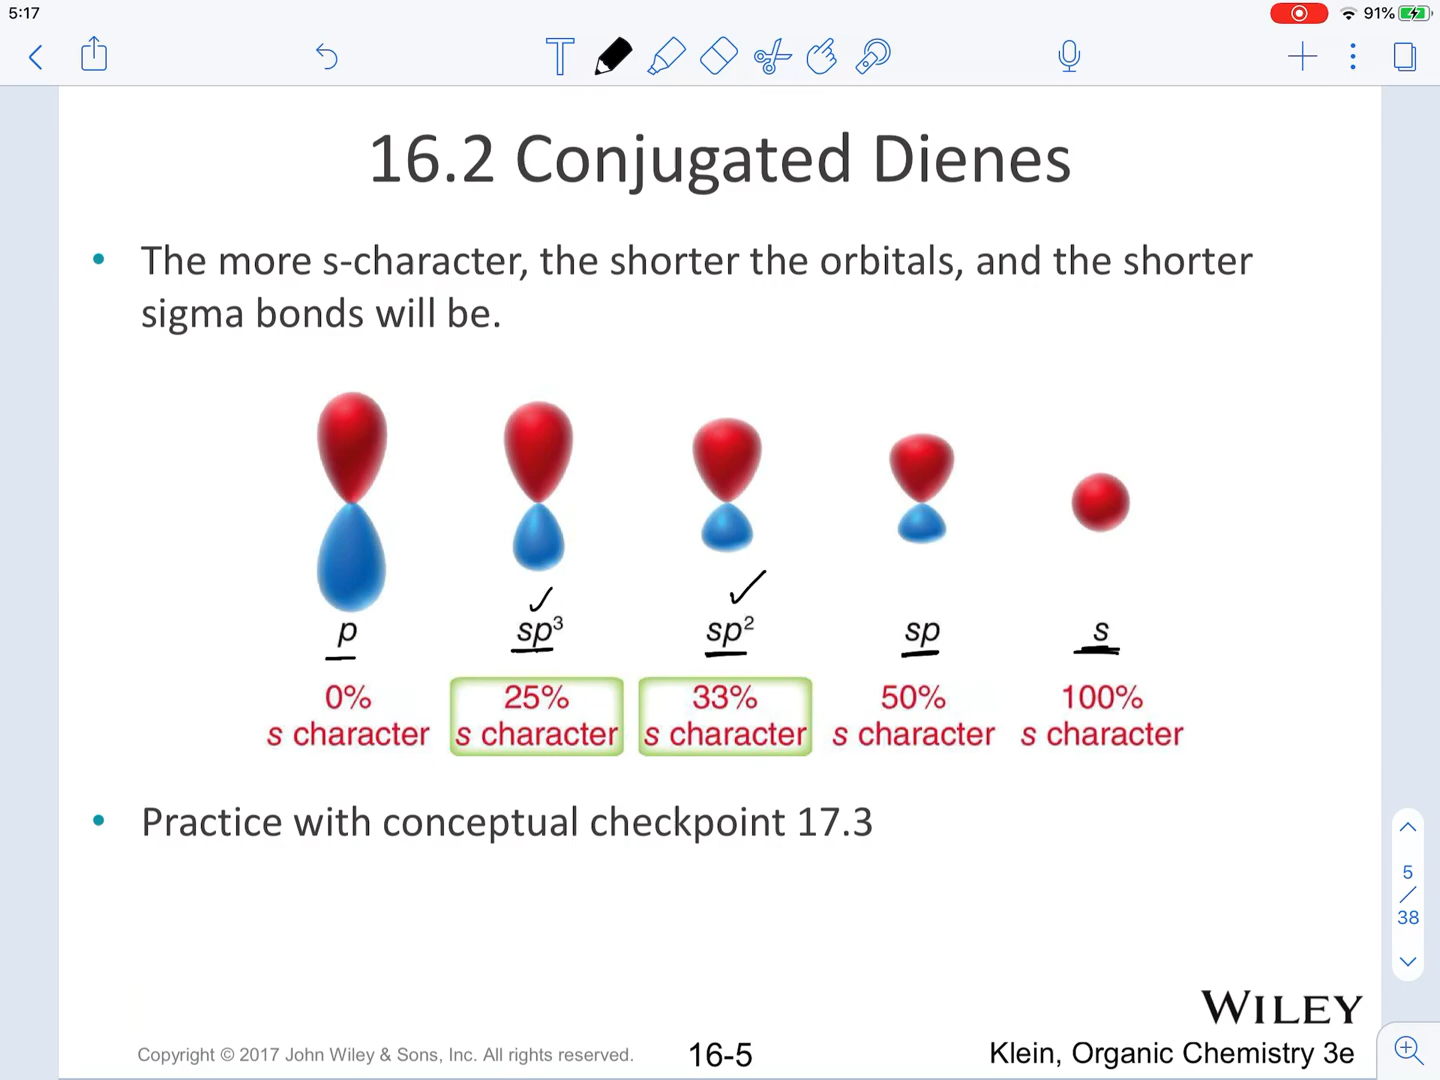 5:17
91%
16.2 Conjugated Dienes
• The more s-character, the shorter the orbitals, and the shorter
sigma bonds will be.
p sp³ sp² sp s
0% 25% 33% 50% 100%
s character s character s character s character s character
• Practice with conceptual checkpoint 17.3
5
/
38
WILEY
Copyright © 2017 John Wiley & Sons, Inc. All rights reserved. 16-5 Klein, Organic Chemistry 3e